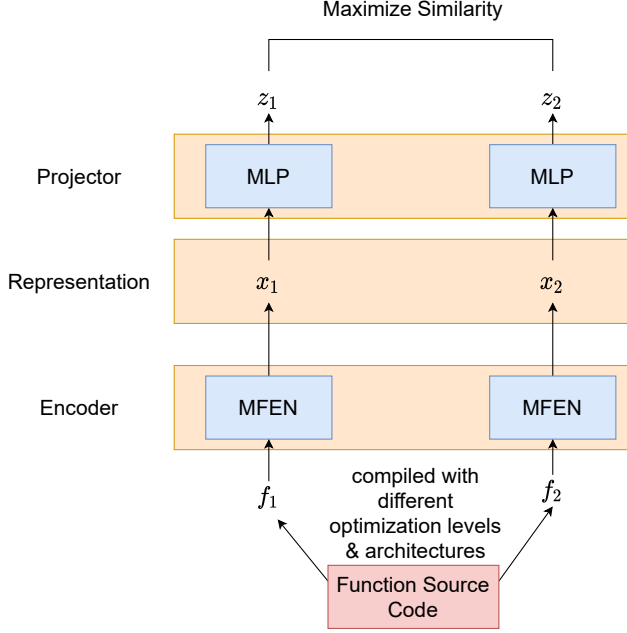 Maximize Similarity
z1 z2
Projector MLP MLP
Representation x1 x2
Encoder MFEN MFEN
f1 f2
compiled with
different
optimization levels
& architectures
Function Source
Code